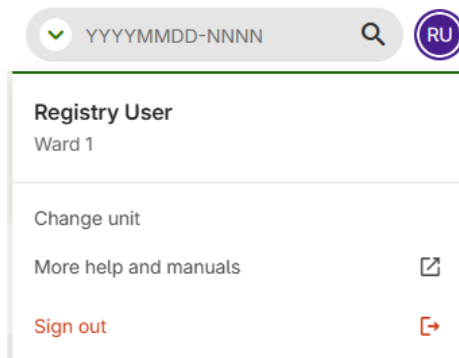 YYYYMMDD-NNNN
RU
Registry User
Ward 1
Change unit
More help and manuals
Sign out